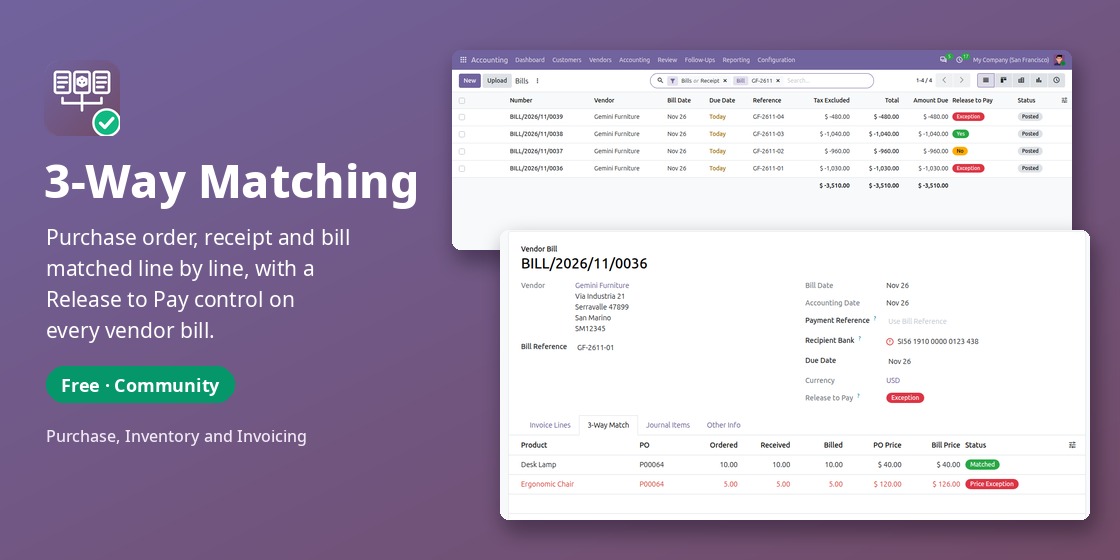 3-Way Matching
Purchase order, receipt and bill
matched line by line, with a
Release to Pay control on
every vendor bill.
Free · Community
Purchase, Inventory and Invoicing
Accounting Dashboard Customers Vendors Accounting Review Follow-Ups Reporting Configuration My Company (San Francisco)
New Upload Bills Bills or Receipt × Bill GF-2611 × Search... 1-4 / 4
Number Vendor Bill Date Due Date Reference Tax Excluded Total Amount Due Release to Pay Status
BILL/2026/11/0039 Gemini Furniture Nov 26 Today GF-2611-04 $ -480.00 $ -480.00 $ -480.00 Exception Posted
BILL/2026/11/0038 Gemini Furniture Nov 26 Today GF-2611-03 $ -1,040.00 $ -1,040.00 $ -1,040.00 Yes Posted
BILL/2026/11/0037 Gemini Furniture Nov 26 Today GF-2611-02 $ -960.00 $ -960.00 $ -960.00 No Posted
BILL/2026/11/0036 Gemini Furniture Nov 26 Today GF-2611-01 $ -1,030.00 $ -1,030.00 $ -1,030.00 Exception Posted
$ -3,510.00 $ -3,510.00 $ -3,510.00
Vendor Bill
BILL/2026/11/0036
Vendor Gemini Furniture
Via Industria 21
Serravalle 47899
San Marino
SM12345
Bill Reference GF-2611-01
Bill Date Nov 26
Accounting Date Nov 26
Payment Reference ? Use Bill Reference
Recipient Bank ? SI56 1910 0000 0123 438
Due Date Nov 26
Currency USD
Release to Pay ? Exception
Invoice Lines 3-Way Match Journal Items Other Info
Product PO Ordered Received Billed PO Price Bill Price Status
Desk Lamp P00064 10.00 10.00 10.00 $ 40.00 $ 40.00 Matched
Ergonomic Chair P00064 5.00 5.00 5.00 $ 120.00 $ 126.00 Price Exception